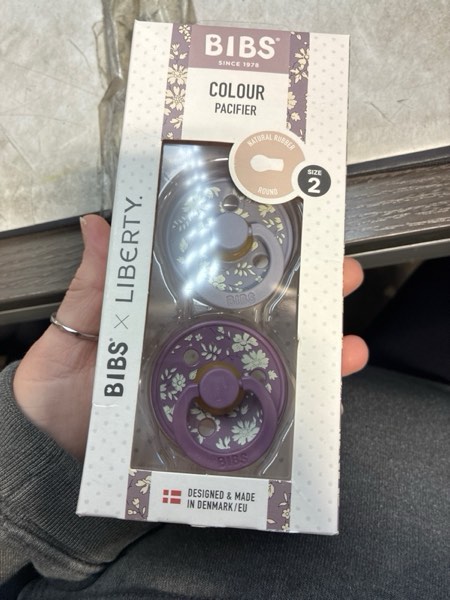 BIBS®
SINCE 1978
COLOUR
PACIFIER
NATURAL RUBBER
ROUND
SIZE
2
BIBS® × LIBERTY.
BIBS
BIBS
DESIGNED & MADE
IN DENMARK/EU